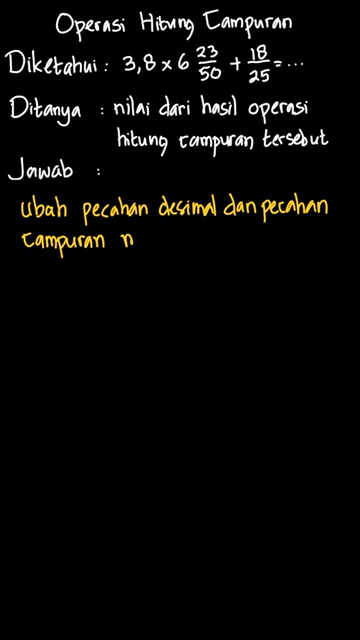 Operasi Hitung Campuran
Diketahui : 3,8 × 6 23/50 + 18/25 = ...
Ditanya : nilai dari hasil operasi
hitung campuran tersebut
Jawab :
Ubah pecahan desimal dan pecahan
campuran n